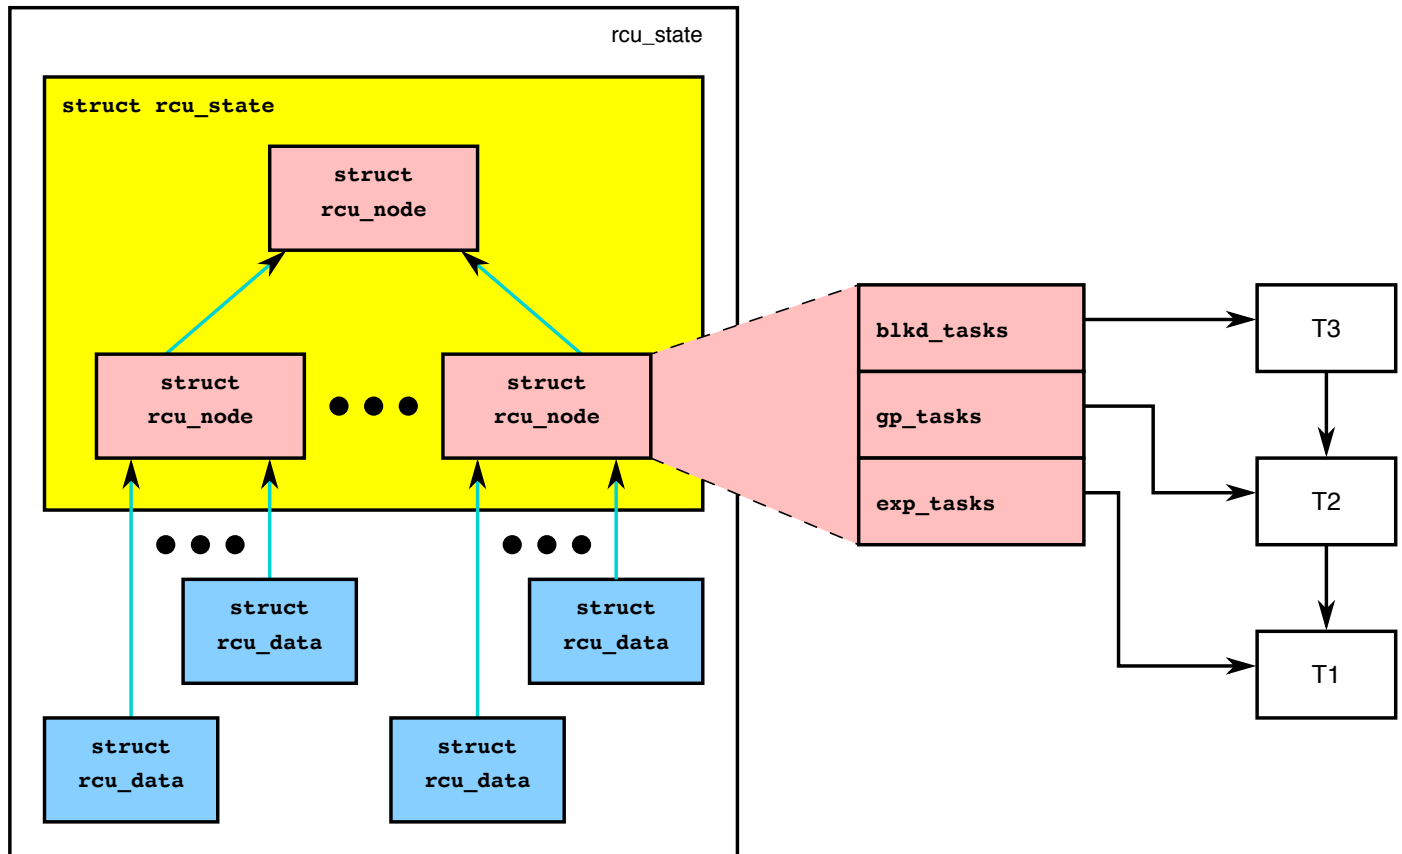 rcu_state
struct rcu_state
struct
rcu_node
struct
rcu_node
struct
rcu_node
blkd_tasks
gp_tasks
exp_tasks
T3
T2
T1
struct
rcu_data
struct
rcu_data
struct
rcu_data
struct
rcu_data